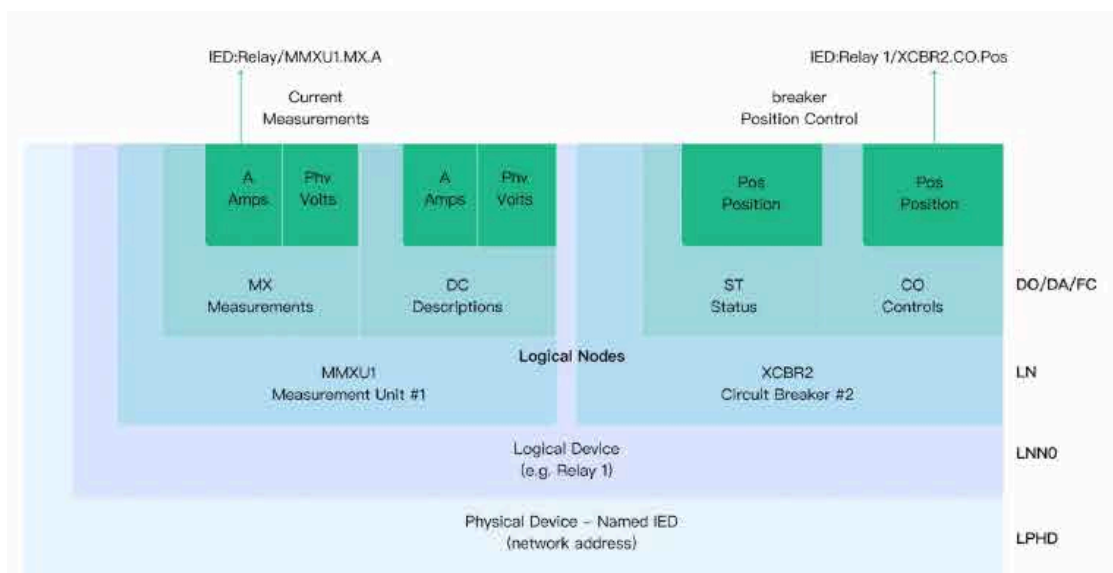 IED:Relay/MMXU1.MX.A
IED:Relay 1/XCBR2.CO.Pos
Current
Measurements
breaker
Position Control
A
Amps
Phv
Volts
A
Amps
Phv
Volts
Pos
Position
Pos
Position
MX
Measurements
DC
Descriptions
ST
Status
CO
Controls
DO/DA/FC
Logical Nodes
MMXU1
Measurement Unit #1
XCBR2
Circuit Breaker #2
LN
Logical Device
(e.g. Relay 1)
LNN0
Physical Device – Named IED
(network address)
LPHD